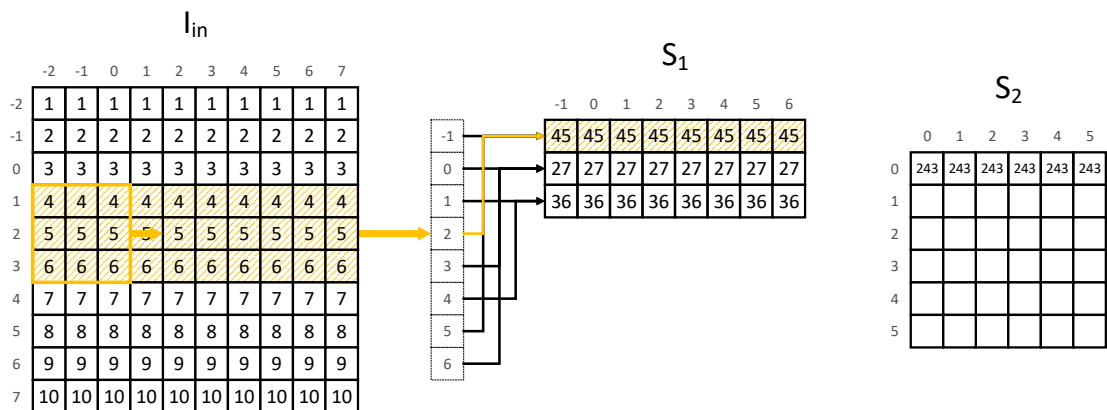 I_in
-2 -1 0 1 2 3 4 5 6 7
-2 1 1 1 1 1 1 1 1 1 1
-1 2 2 2 2 2 2 2 2 2 2
0 3 3 3 3 3 3 3 3 3 3
1 4 4 4 4 4 4 4 4 4 4
2 5 5 5 5 5 5 5 5 5 5
3 6 6 6 6 6 6 6 6 6 6
4 7 7 7 7 7 7 7 7 7 7
5 8 8 8 8 8 8 8 8 8 8
6 9 9 9 9 9 9 9 9 9 9
7 10 10 10 10 10 10 10 10 10 10
-1
0
1
2
3
4
5
6
S_1
-1 0 1 2 3 4 5 6
45 45 45 45 45 45 45 45
27 27 27 27 27 27 27 27
36 36 36 36 36 36 36 36
S_2
0 1 2 3 4 5
0 243 243 243 243 243 243
1
2
3
4
5